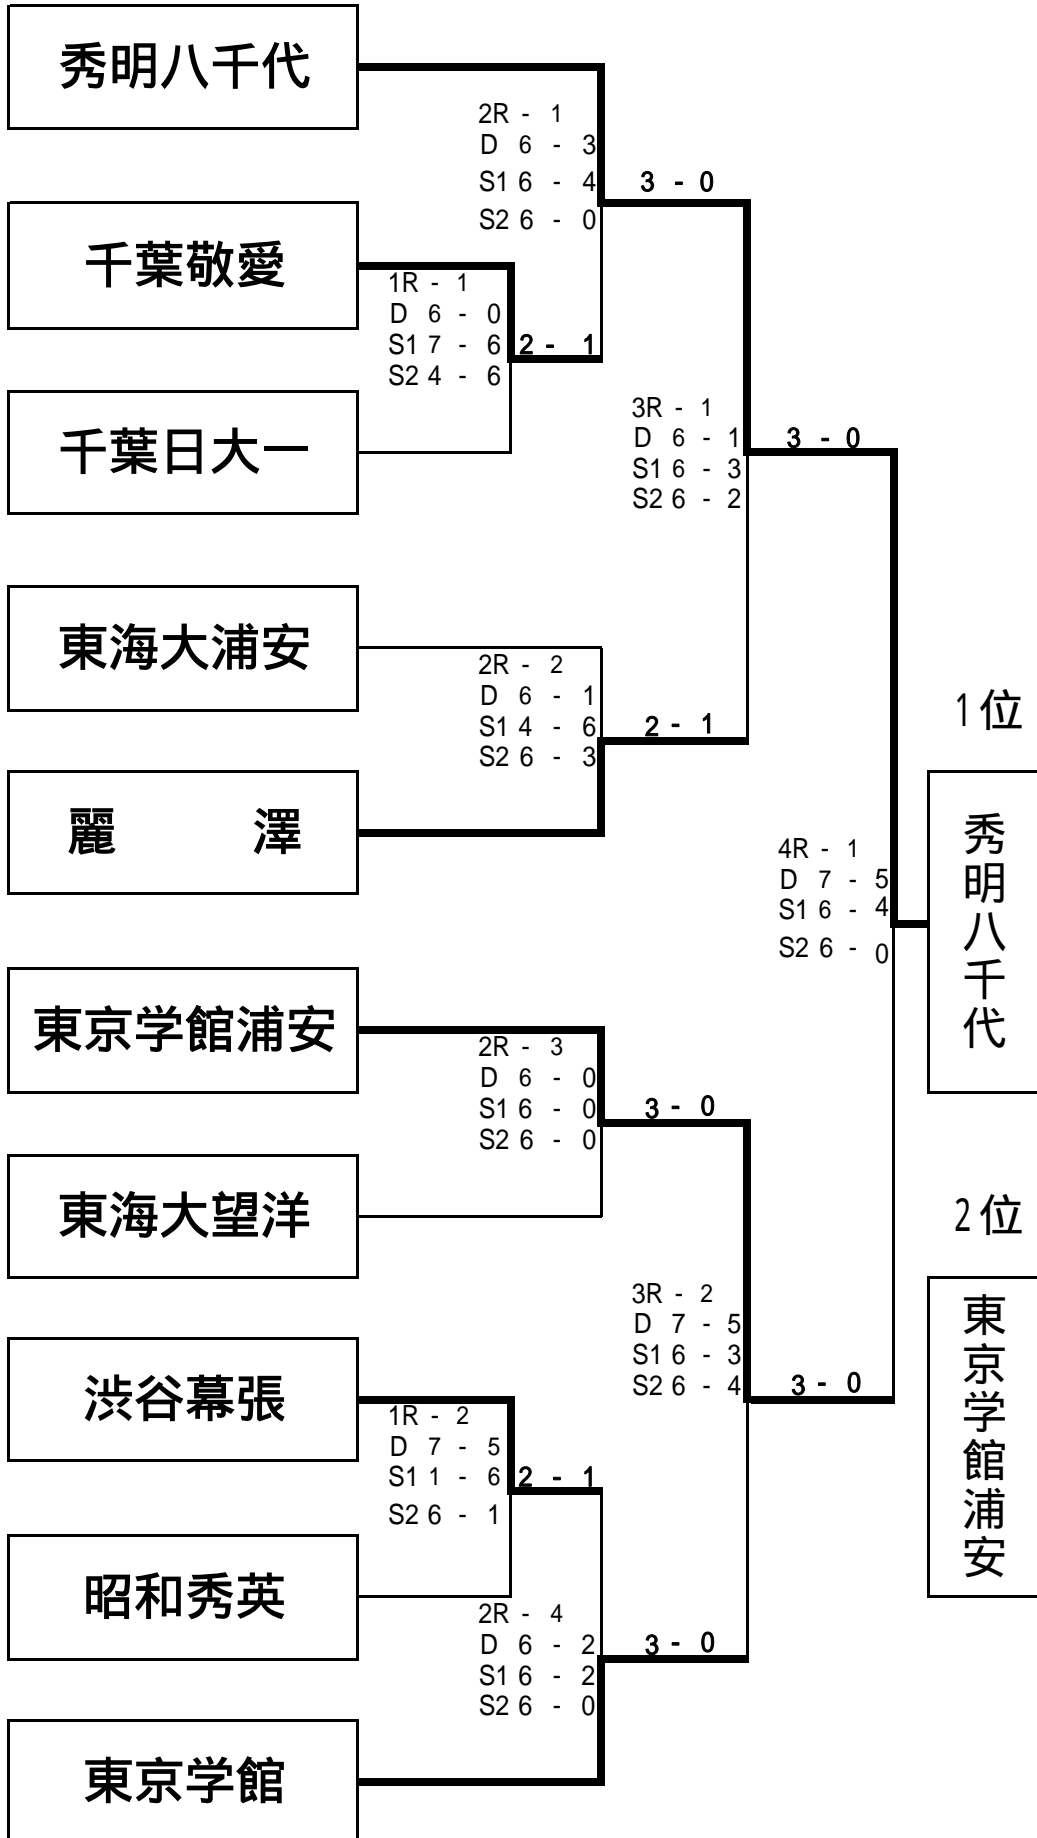 秀明八千代
2R - 1
D 6 - 3
S1 6 - 4
S2 6 - 0
3 - 0
千葉敬愛
1R - 1
D 6 - 0
S1 7 - 6
S2 4 - 6
2 - 1
千葉日大一
3R - 1
D 6 - 1
S1 6 - 3
S2 6 - 2
3 - 0
東海大浦安
2R - 2
D 6 - 1
S1 4 - 6
S2 6 - 3
2 - 1
麗 澤
1位
秀明八千代
4R - 1
D 7 - 5
S1 6 - 4
S2 6 - 0
東京学館浦安
2R - 3
D 6 - 0
S1 6 - 0
S2 6 - 0
3 - 0
東海大望洋
2位
東京学館浦安
3R - 2
D 7 - 5
S1 6 - 3
S2 6 - 4
3 - 0
渋谷幕張
1R - 2
D 7 - 5
S1 1 - 6
S2 6 - 1
2 - 1
昭和秀英
2R - 4
D 6 - 2
S1 6 - 2
S2 6 - 0
3 - 0
東京学館